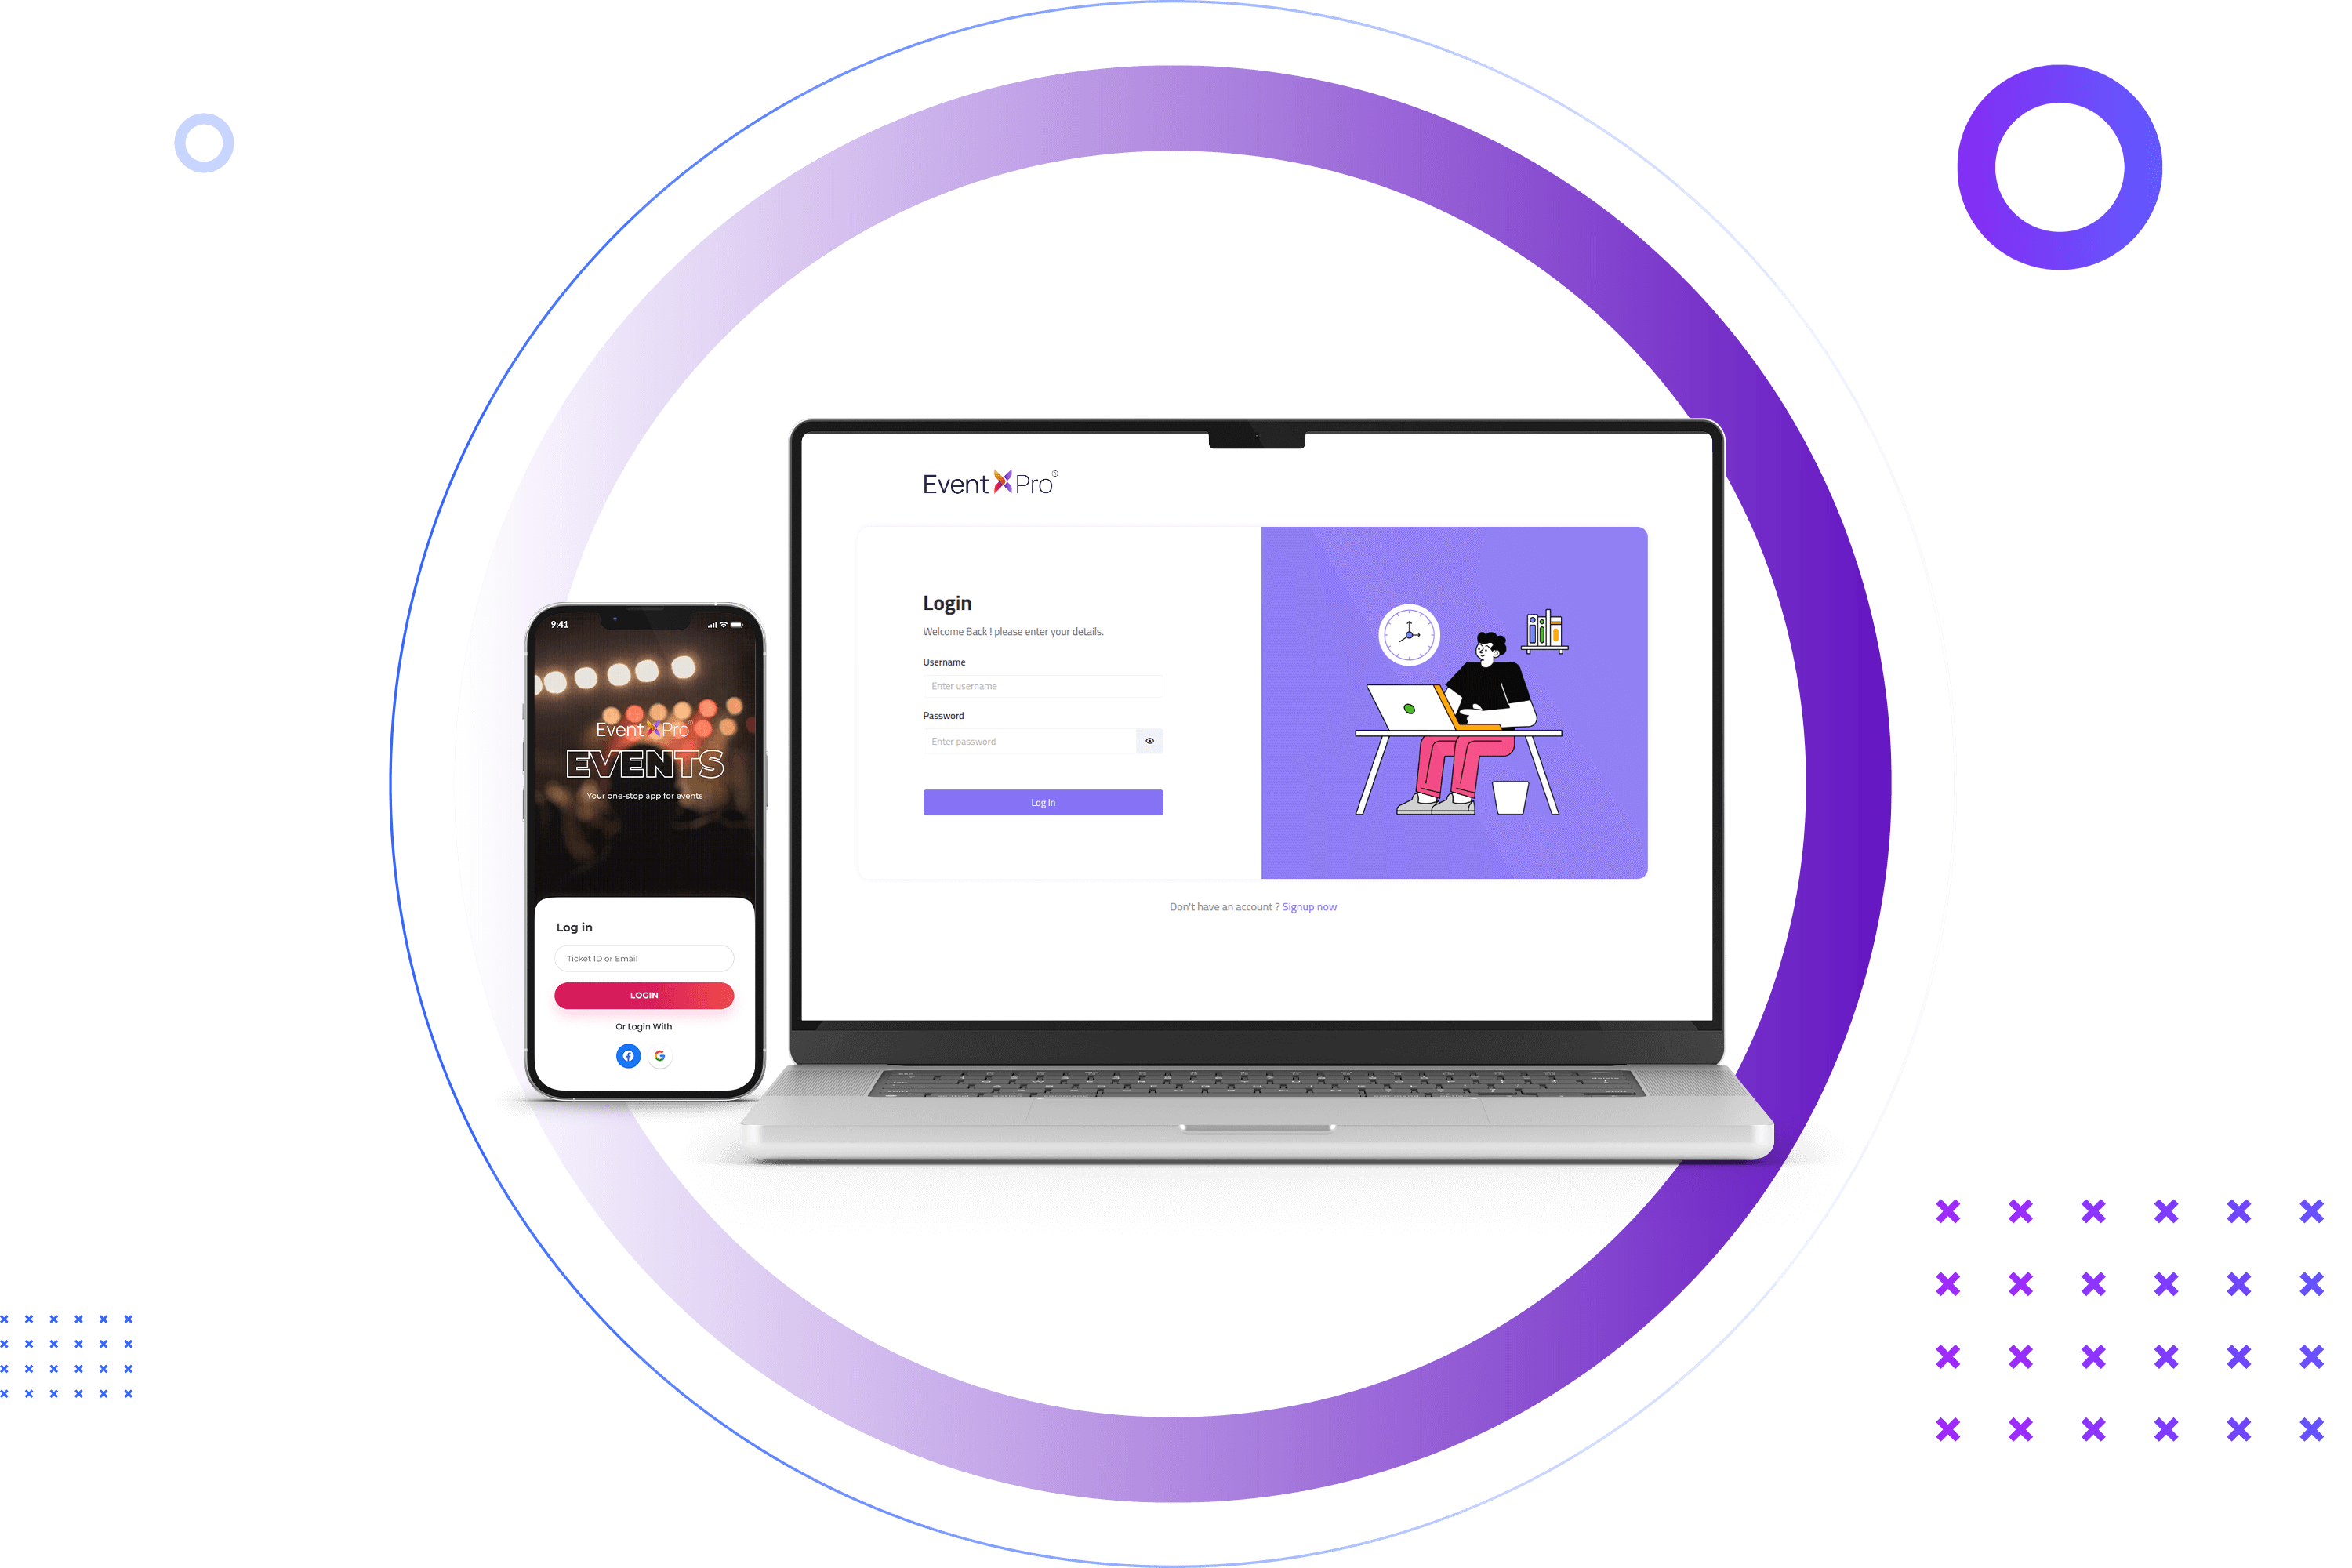 9:41
Event Pro
EVENTS
Your one-stop app for events
Log in
Ticket ID or Email
LOGIN
Or Login With
EventXPro®
Login
Welcome Back ! please enter your details.
Username
Enter username
Password
Enter password
Log In
Don't have an account ? Signup now